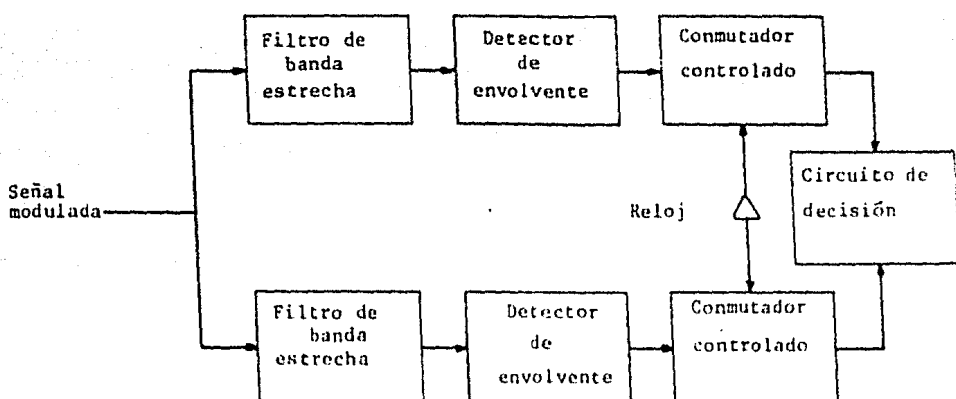 Filtro de
banda
estrecha
Detector
de
envolvente
Conmutador
controlado
Circuito de
decisión
Señal
modulada
Reloj
Filtro de
banda
estrecha
Detector
de
envolvente
Conmutador
controlado